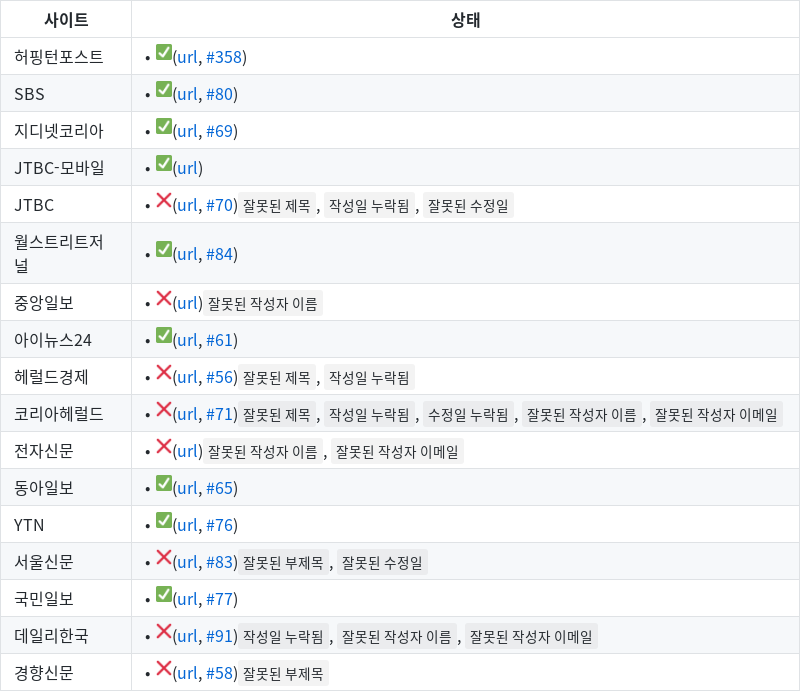 사이트 상태
허핑턴포스트 • ✅(url, #358)
SBS • ✅(url, #80)
지디넷코리아 • ✅(url, #69)
JTBC-모바일 • ✅(url)
JTBC • ❌(url, #70) 잘못된 제목 , 작성일 누락됨 , 잘못된 수정일
월스트리트저
널 • ✅(url, #84)
중앙일보 • ❌(url) 잘못된 작성자 이름
아이뉴스24 • ✅(url, #61)
헤럴드경제 • ❌(url, #56) 잘못된 제목 , 작성일 누락됨
코리아헤럴드 • ❌(url, #71) 잘못된 제목 , 작성일 누락됨 , 수정일 누락됨 , 잘못된 작성자 이름 , 잘못된 작성자 이메일
전자신문 • ❌(url) 잘못된 작성자 이름 , 잘못된 작성자 이메일
동아일보 • ✅(url, #65)
YTN • ✅(url, #76)
서울신문 • ❌(url, #83) 잘못된 부제목 , 잘못된 수정일
국민일보 • ✅(url, #77)
데일리한국 • ❌(url, #91) 작성일 누락됨 , 잘못된 작성자 이름 , 잘못된 작성자 이메일
경향신문 • ❌(url, #58) 잘못된 부제목